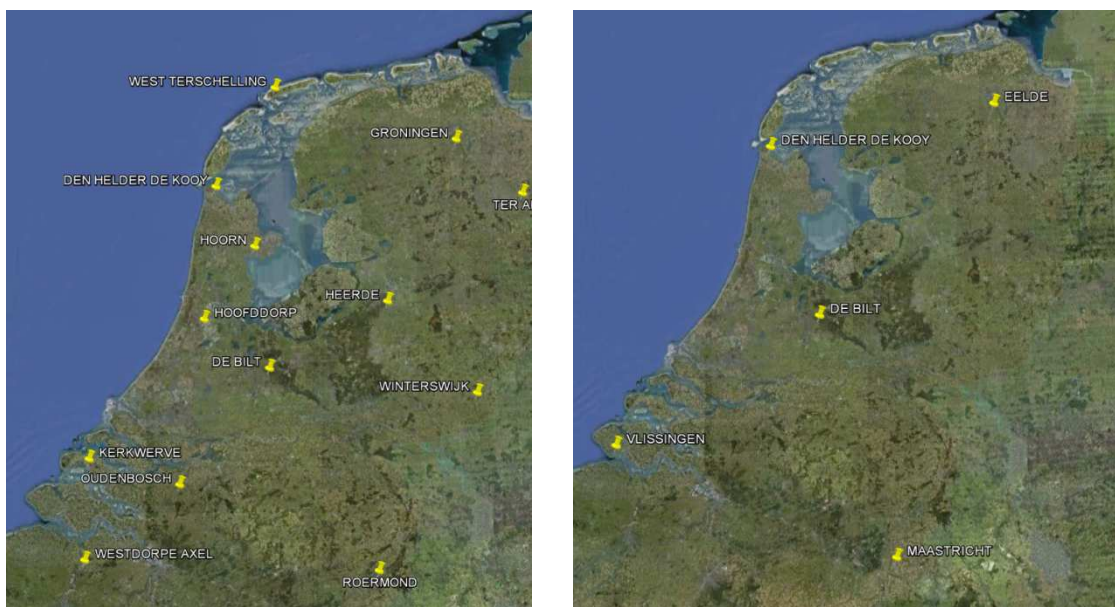 WEST TERSCHELLING
GRONINGEN
DEN HELDER DE KOOY
TER A
HOORN
HEERDE
HOOFDDORP
DE BILT
WINTERSWIJK
KERKWERVE
OUDENBOSCH
WESTDORPE AXEL
ROERMOND
EELDE
DEN HELDER DE KOOY
DE BILT
VLISSINGEN
MAASTRICHT